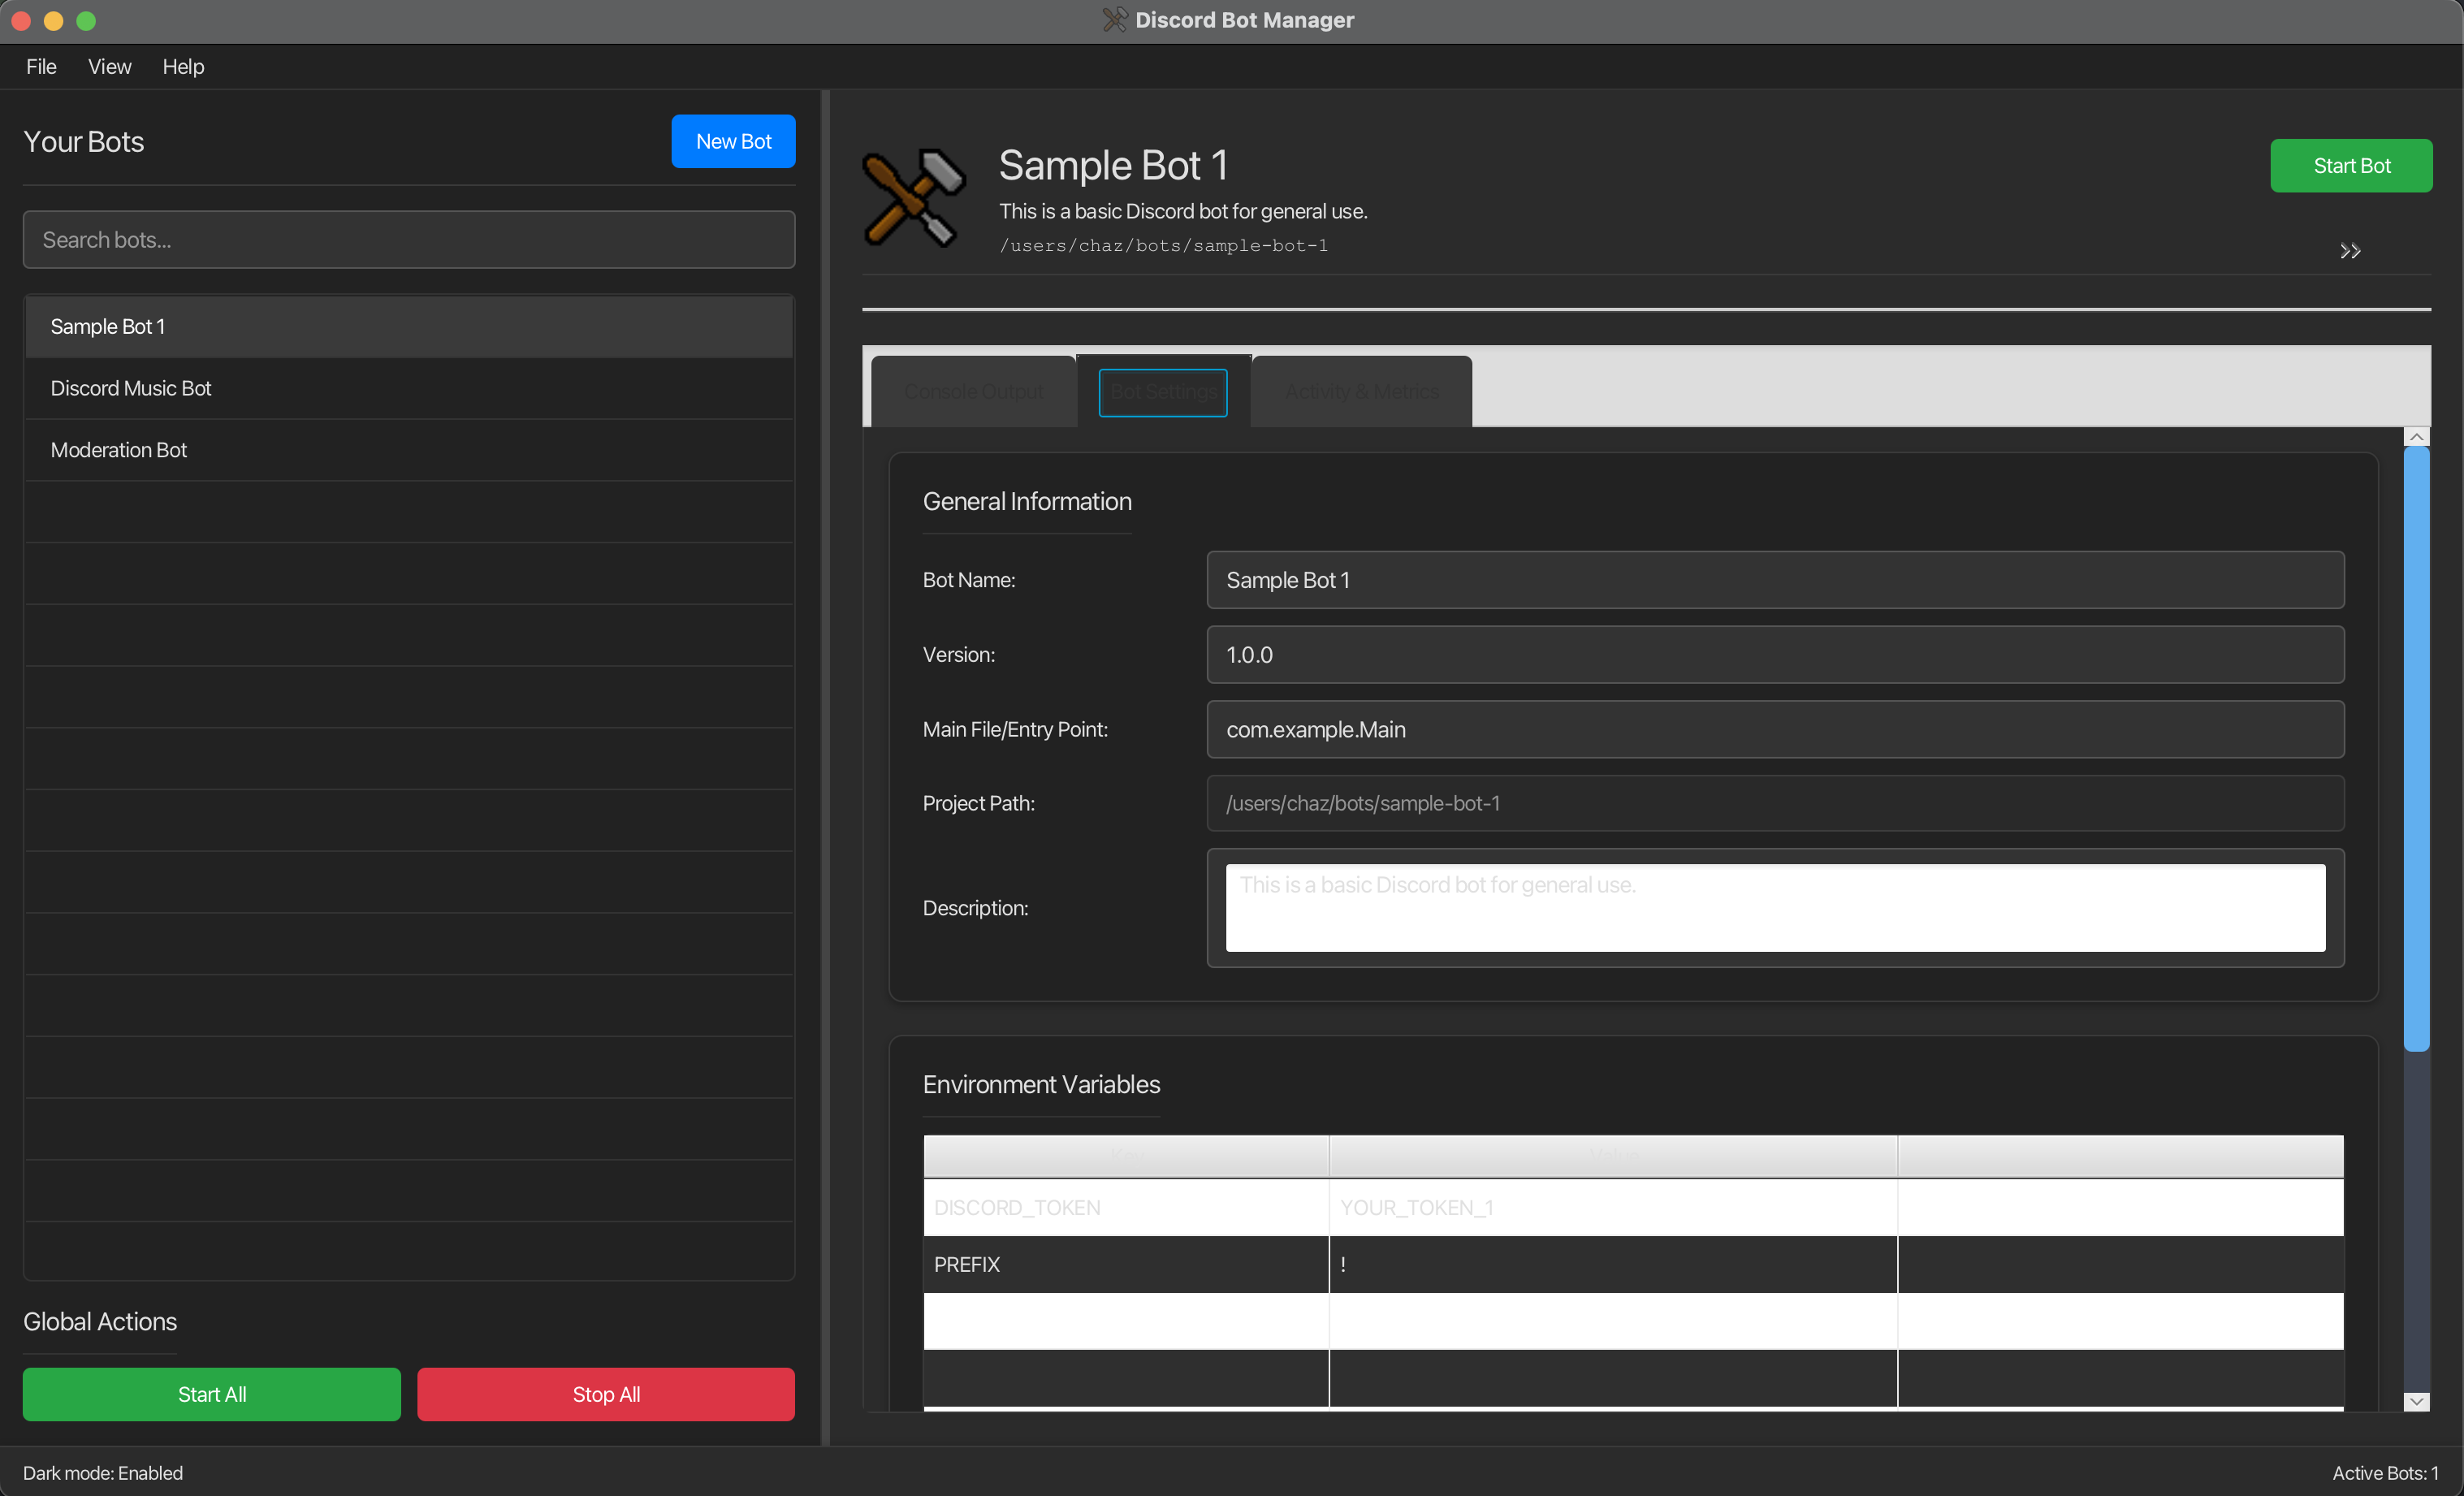 Discord Bot Manager
File View Help
Your Bots
New Bot
Search bots...
Sample Bot 1
Discord Music Bot
Moderation Bot
Global Actions
Start All
Stop All
Sample Bot 1
This is a basic Discord bot for general use.
/users/chaz/bots/sample-bot-1
Start Bot
Console Output
Bot Settings
Activity & Metrics
General Information
Bot Name:
Sample Bot 1
Version:
1.0.0
Main File/Entry Point:
com.example.Main
Project Path:
/users/chaz/bots/sample-bot-1
Description:
This is a basic Discord bot for general use.
Environment Variables
Key Value
DISCORD_TOKEN YOUR_TOKEN_1
PREFIX !
Dark mode: Enabled
Active Bots: 1